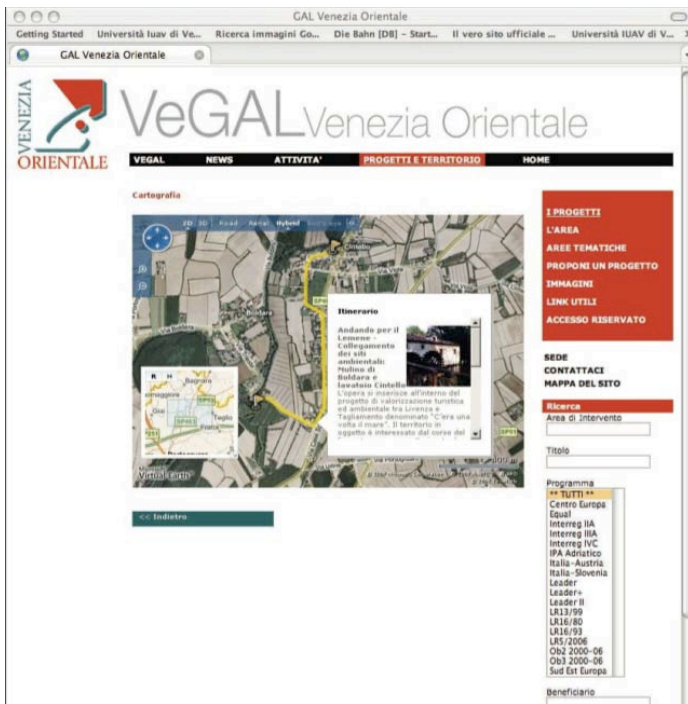 GAL Venezia Orientale
Getting Started Università Iuav di Ve... Ricerca immagini Go... Die Bahn [DB] – Start... Il vero sito ufficiale ... Università IUAV di V...
GAL Venezia Orientale
VENEZIA
ORIENTALE
VeGAL Venezia Orientale
VEGAL NEWS ATTIVITA' PROGETTI E TERRITORIO HOME
Cartografia
2D 3D Road Aerial Hybrid
Cintello
Boldara
Via Boldara
Itinerario
Andando per il
Lemene -
Collegamento
dei siti
ambientali:
Mulino di
Boldara e
lavatoio Cintello
L'opera si inserisce all'interno del
progetto di valorizzazione turistica
ed ambientale tra Livenza e
Tagliamento denominato "C'era una
volta il mare". Il territorio in
oggetto è interessato dal corso del
R H
Bagnara
Teglio
Virtual Earth
<< Indietro
I PROGETTI
L'AREA
AREE TEMATICHE
PROPONI UN PROGETTO
IMMAGINI
LINK UTILI
ACCESSO RISERVATO
SEDE
CONTATTACI
MAPPA DEL SITO
Ricerca
Area di Intervento
Titolo
Programma
** TUTTI **
Centro Europa
Equal
Interreg IIA
Interreg IIIA
Interreg IVC
IPA Adriatico
Italia-Austria
Italia-Slovenia
Leader
Leader+
Leader II
LR13/99
LR16/80
LR16/93
LR5/2006
Ob2 2000-06
Ob3 2000-06
Sud Est Europa
Beneficiario